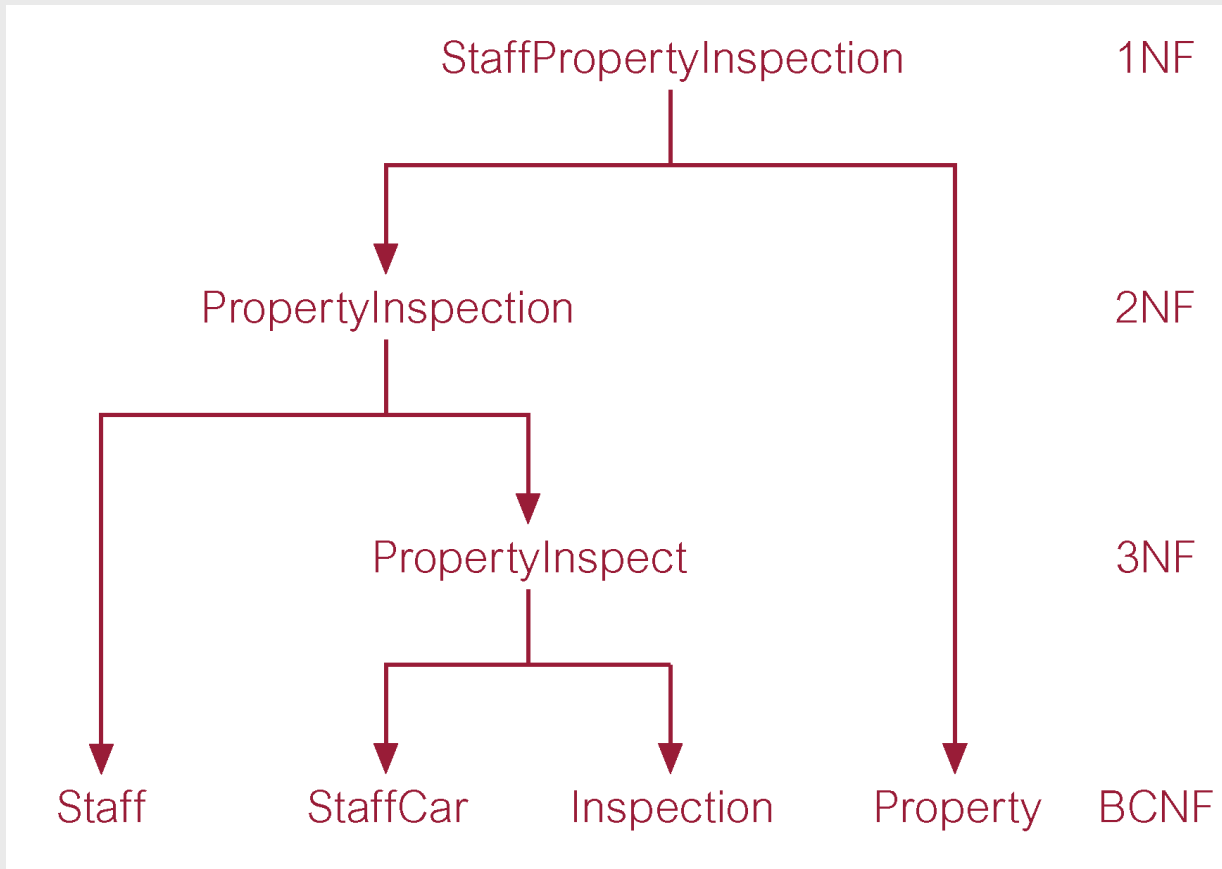 StaffPropertyInspection 1NF
PropertyInspection 2NF
PropertyInspect 3NF
Staff StaffCar Inspection Property BCNF